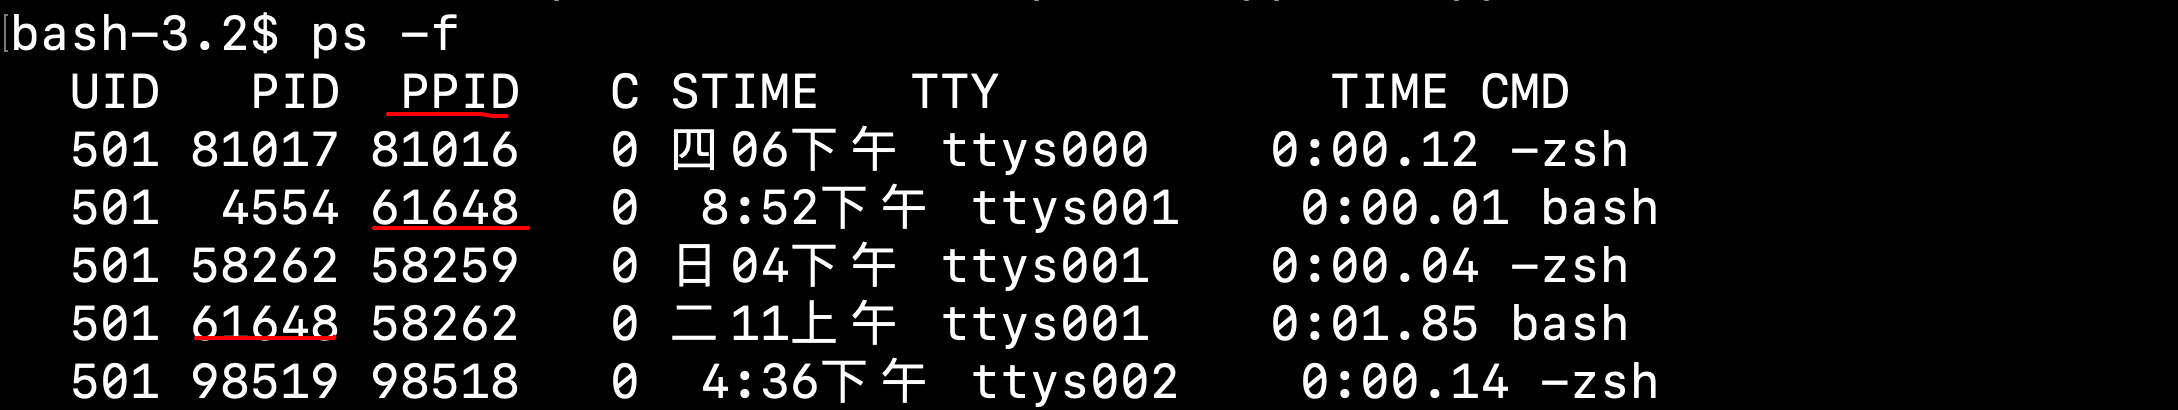 bash-3.2$ ps -f
UID PID PPID C STIME TTY TIME CMD
501 81017 81016 0 四06下午 ttys000 0:00.12 -zsh
501 4554 61648 0 8:52下午 ttys001 0:00.01 bash
501 58262 58259 0 日04下午 ttys001 0:00.04 -zsh
501 61648 58262 0 二11上午 ttys001 0:01.85 bash
501 98519 98518 0 4:36下午 ttys002 0:00.14 -zsh